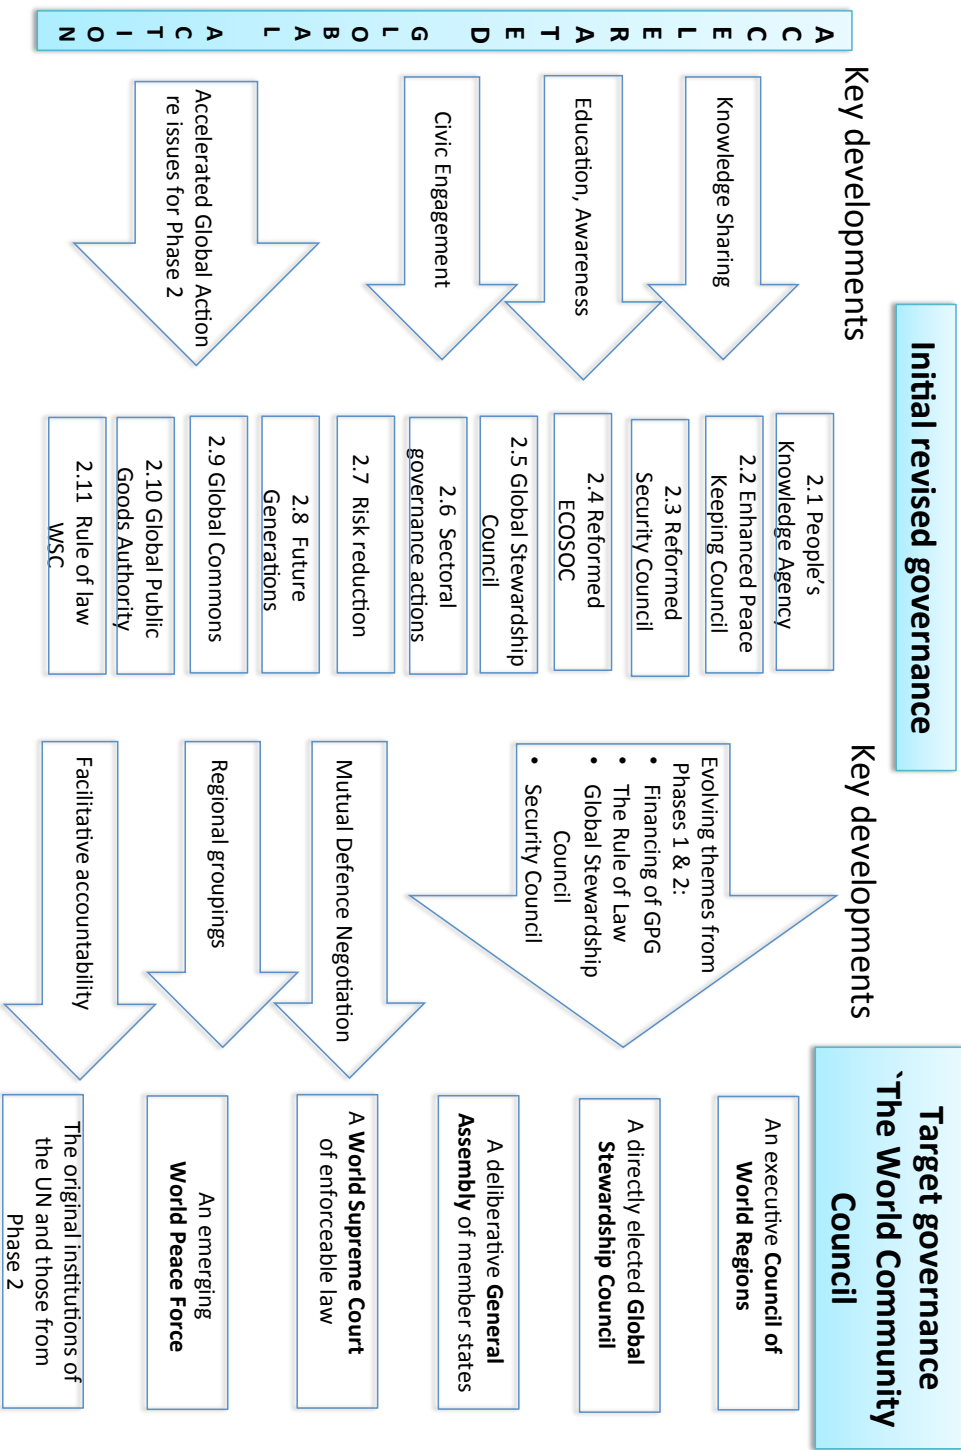 ACCELERATED GLOBAL ACTION
Key developments
Knowledge Sharing
Education, Awareness
Civic Engagement
Accelerated Global Action
re issues for Phase 2
Initial revised governance
2.1 People's
Knowledge Agency
2.2 Enhanced Peace
Keeping Council
2.3 Reformed
Security Council
2.4 Reformed
ECOSOC
2.5 Global Stewardship
Council
2.6 Sectoral
governance actions
2.7 Risk reduction
2.8 Future
Generations
2.9 Global Commons
2.10 Global Public
Goods Authority
2.11 Rule of law
WSC
Key developments
Evolving themes from
Phases 1 & 2:
• Financing of GPG
• The Rule of Law
• Global Stewardship
Council
• Security Council
Mutual Defence Negotiation
Regional groupings
Facilitative accountability
Target governance
`The World Community
Council
An executive Council of
World Regions
A directly elected Global
Stewardship Council
A deliberative General
Assembly of member states
A World Supreme Court
of enforceable law
An emerging
World Peace Force
The original institutions of
the UN and those from
Phase 2